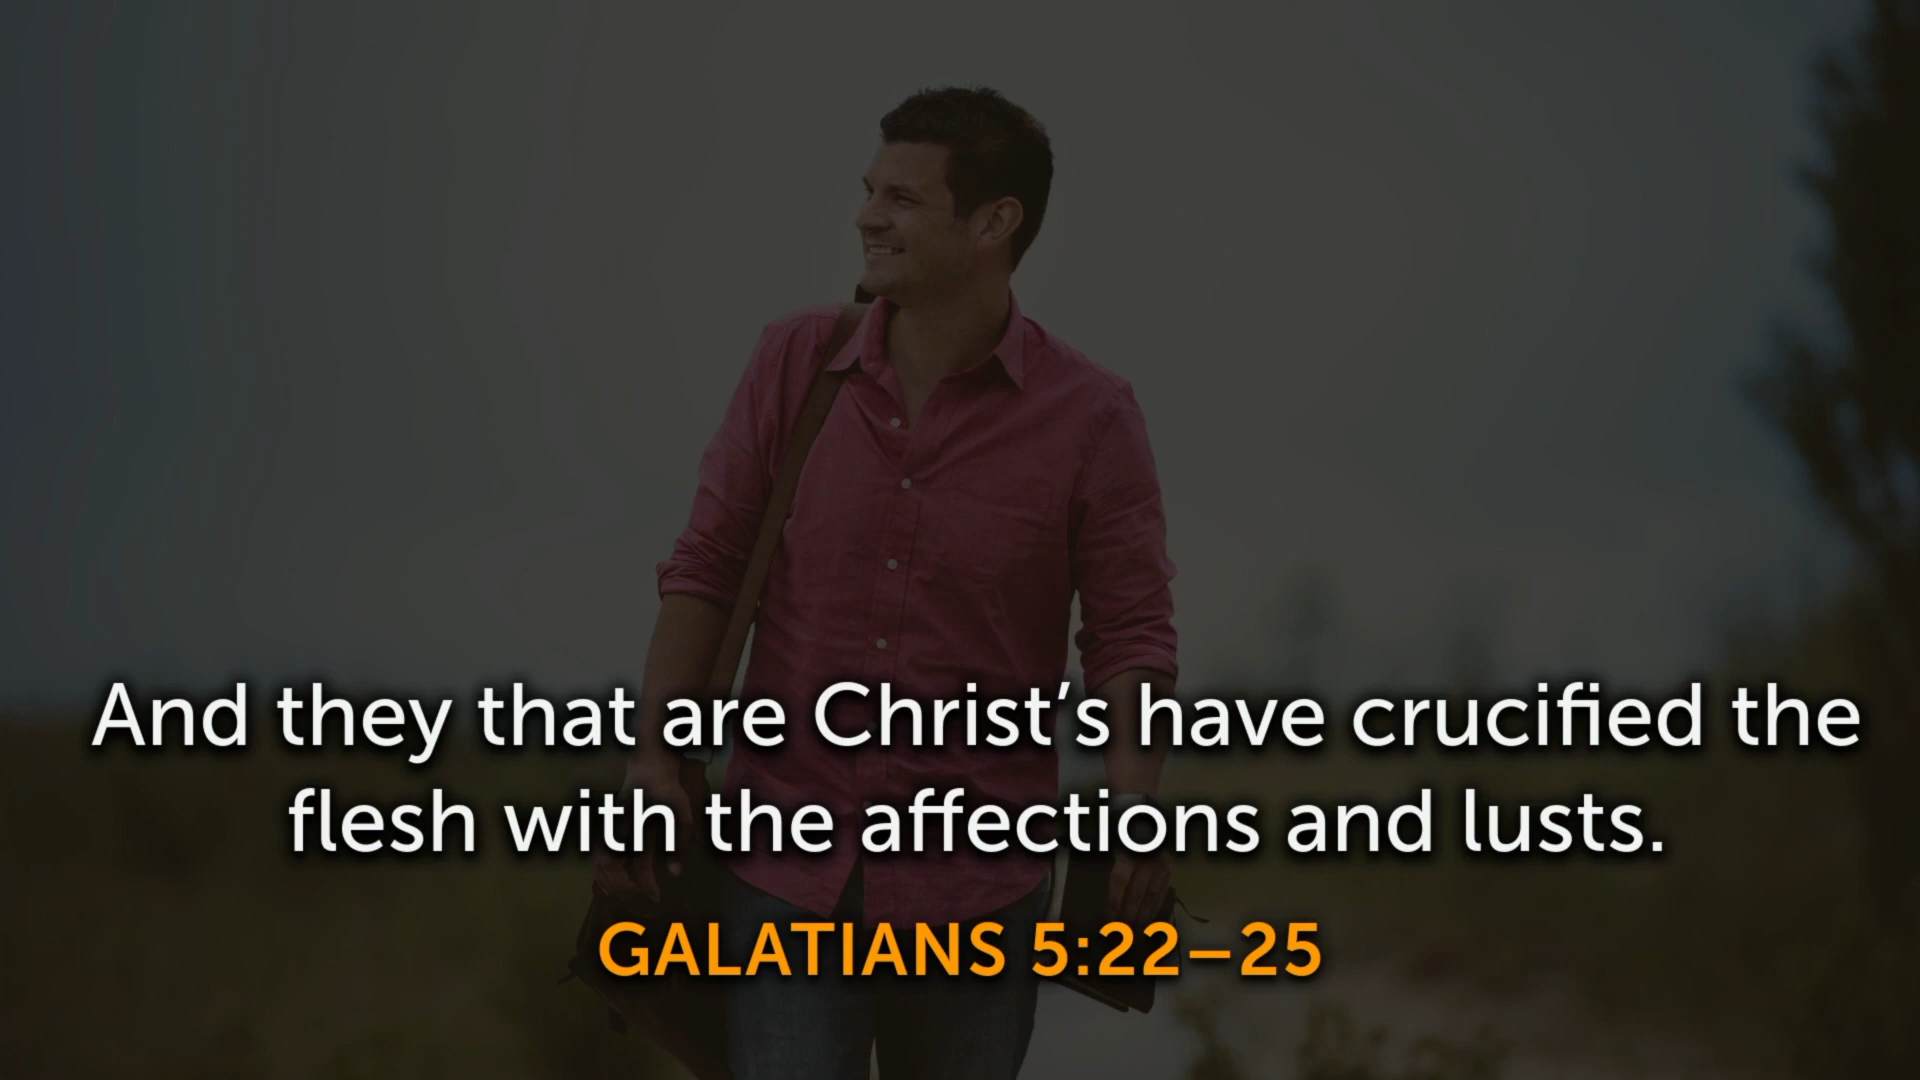 And they that are Christ’s have crucified the
flesh with the affections and lusts.
GALATIANS 5:22–25